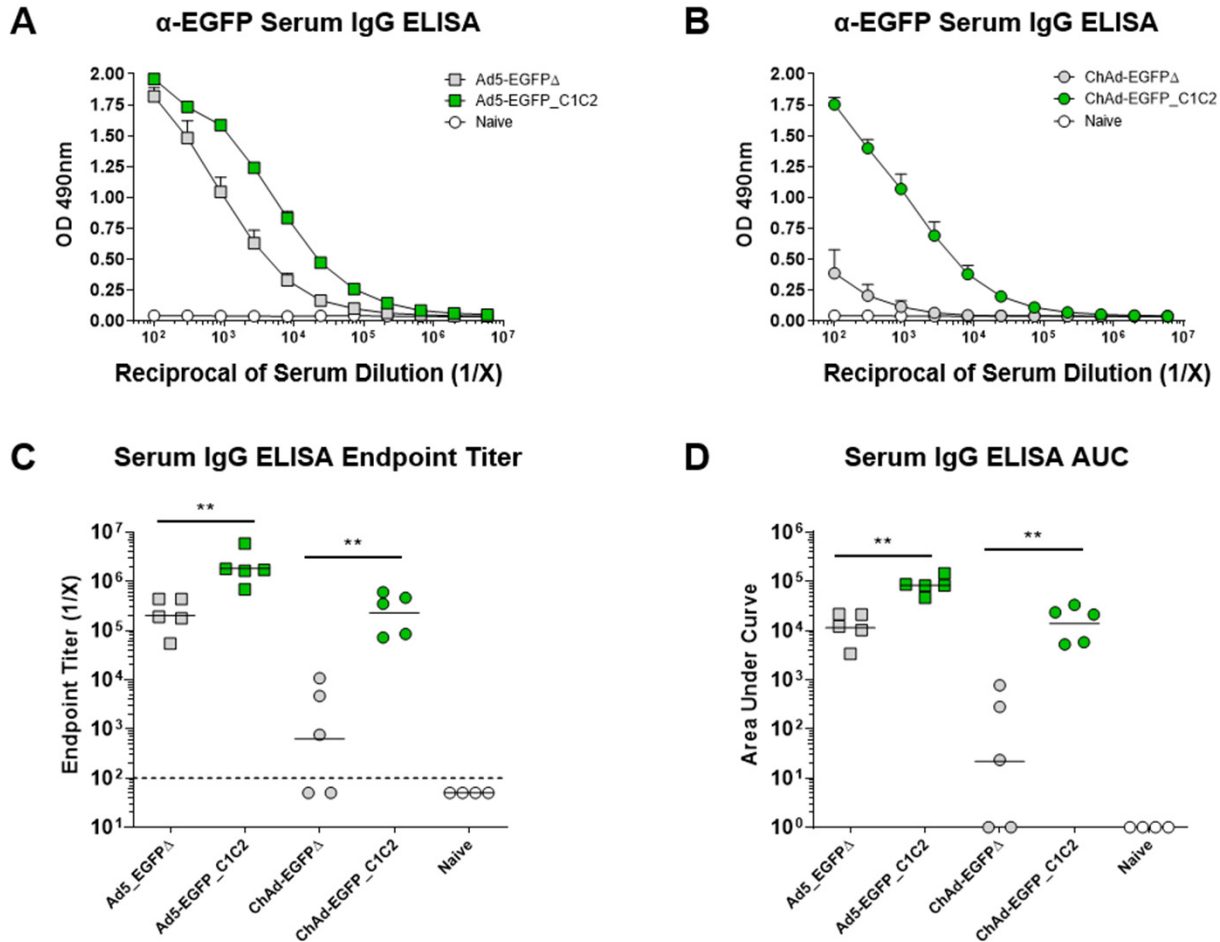 A
α-EGFP Serum IgG ELISA
OD 490nm
2.00
1.75
1.50
1.25
1.00
0.75
0.50
0.25
0.00
10²
10³
10⁴
10⁵
10⁶
10⁷
Reciprocal of Serum Dilution (1/X)
Ad5-EGFP∆
Ad5-EGFP_C1C2
Naive
B
α-EGFP Serum IgG ELISA
OD 490nm
2.00
1.75
1.50
1.25
1.00
0.75
0.50
0.25
0.00
10²
10³
10⁴
10⁵
10⁶
10⁷
Reciprocal of Serum Dilution (1/X)
ChAd-EGFP∆
ChAd-EGFP_C1C2
Naive
C
Serum IgG ELISA Endpoint Titer
Endpoint Titer (1/X)
10⁷
10⁶
10⁵
10⁴
10³
10²
10¹
**
**
Ad5_EGFP∆
Ad5-EGFP_C1C2
ChAd-EGFP∆
ChAd-EGFP_C1C2
Naive
D
Serum IgG ELISA AUC
Area Under Curve
10⁶
10⁵
10⁴
10³
10²
10¹
10⁰
**
**
Ad5_EGFP∆
Ad5-EGFP_C1C2
ChAd-EGFP∆
ChAd-EGFP_C1C2
Naive